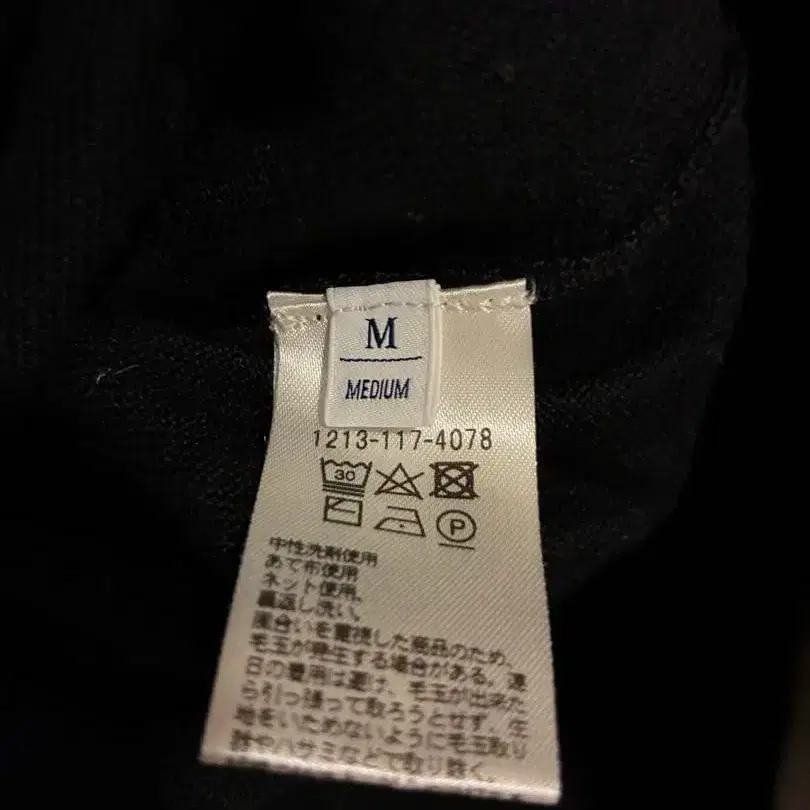 M
MEDIUM
1213-117-4078
30
P
中性洗剤使用
あて布使用
ネット使用、
裏返し洗い。
風合いを重視した商品のため、
毛玉が発生する場合がある。連
日の着用は避け、毛玉が出来た
ら引っ張って取ろうとせず、生
地をいためないように毛玉取り
器やハサミなどで取り除く。